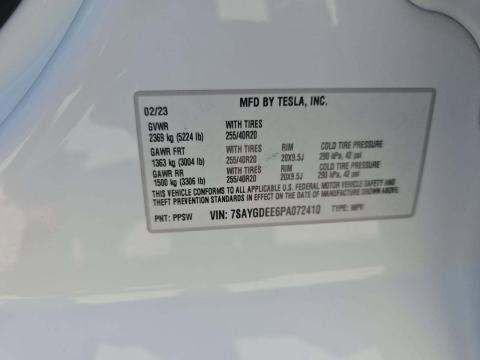 MFD BY TESLA, INC.
02/23
GVWR WITH TIRES
2369 kg (5224 lb) 255/40R20
GAWR FRT WITH TIRES RIM COLD TIRE PRESSURE
1363 kg (3004 lb) 255/40R20 20X9.5J 290 kPa, 42 psi
GAWR RR WITH TIRES RIM COLD TIRE PRESSURE
1500 kg (3306 lb) 255/40R20 20X9.5J 290 kPa, 42 psi
THIS VEHICLE CONFORMS TO ALL APPLICABLE U.S. FEDERAL MOTOR VEHICLE SAFETY AND
THEFT PREVENTION STANDARDS IN EFFECT ON THE DATE OF MANUFACTURE SHOWN ABOVE.
PNT: PPSW VIN: 7SAYGDEE6PA072410 TYPE: MPV